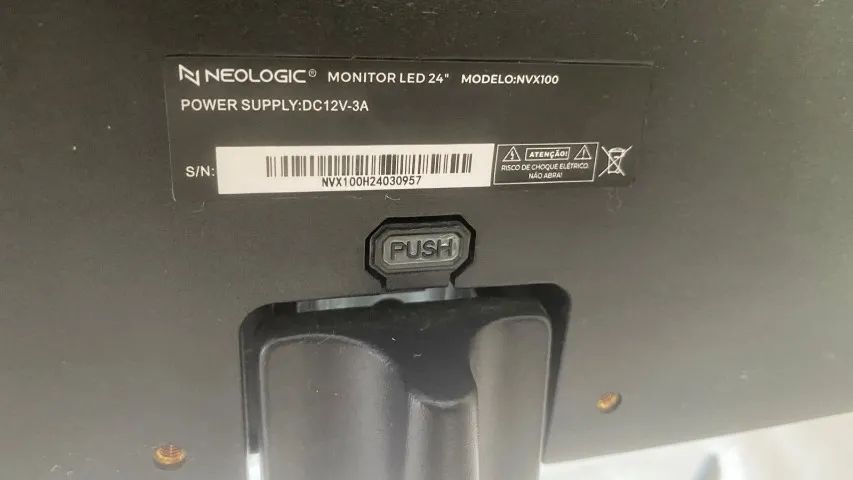 NEOLOGIC® MONITOR LED 24" MODELO:NVX100
POWER SUPPLY:DC12V-3A
S/N:
NVX100H24030957
ATENÇÃO!
RISCO DE CHOQUE ELÉTRICO.
NÃO ABRA!
PUSH